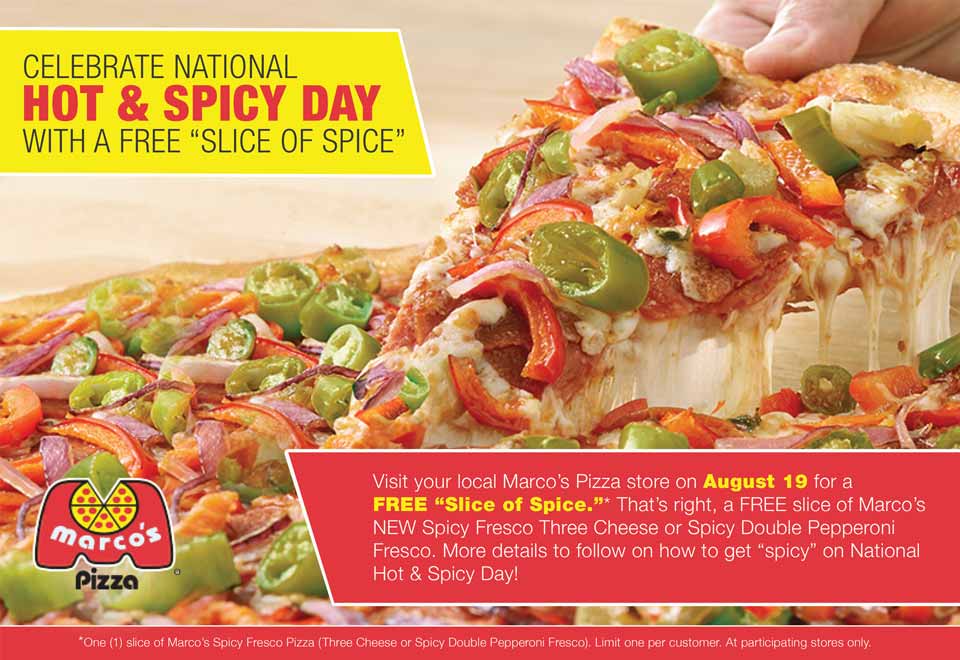 CELEBRATE NATIONAL
HOT & SPICY DAY
WITH A FREE “SLICE OF SPICE”
Visit your local Marco’s Pizza store on August 19 for a
FREE “Slice of Spice.”* That’s right, a FREE slice of Marco’s
NEW Spicy Fresco Three Cheese or Spicy Double Pepperoni
Fresco. More details to follow on how to get “spicy” on National
Hot & Spicy Day!
marco’s
Pizza
*One (1) slice of Marco’s Spicy Fresco Pizza (Three Cheese or Spicy Double Pepperoni Fresco). Limit one per customer. At participating stores only.